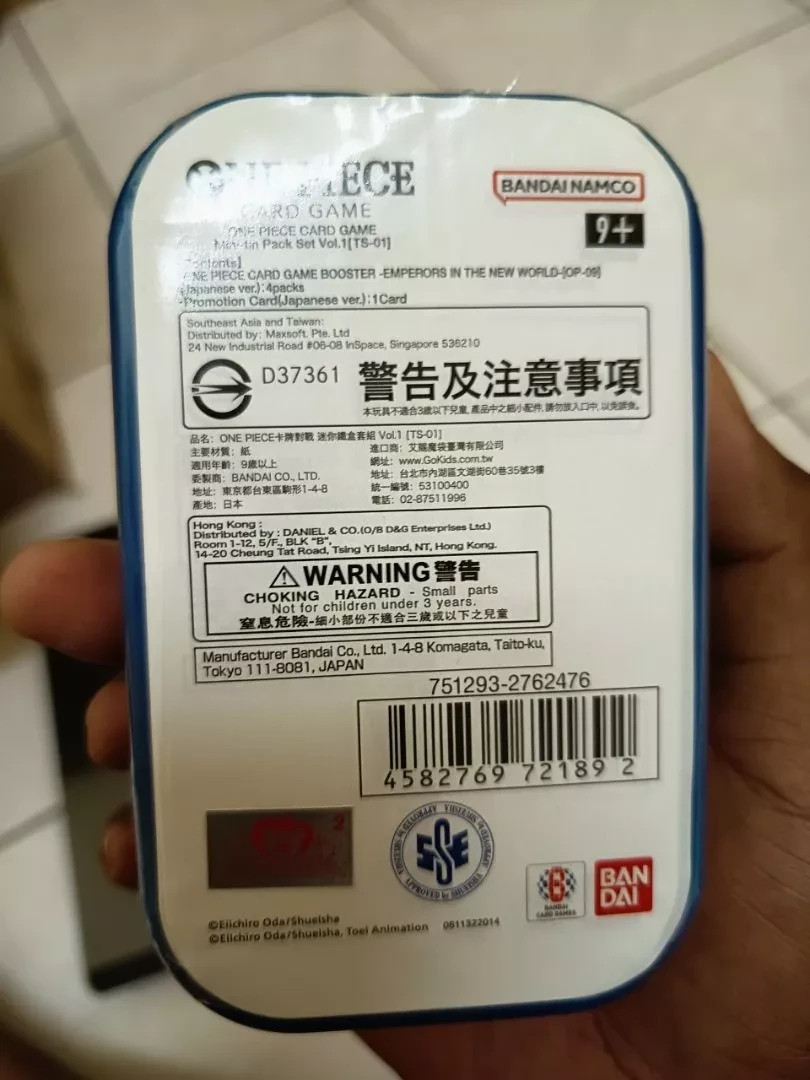 ONE PIECE
CARD GAME
BANDAI NAMCO
9+
ONE PIECE CARD GAME
Mini-tin Pack Set Vol.1[TS-01]
[Contents]
ONE PIECE CARD GAME BOOSTER -EMPERORS IN THE NEW WORLD-[OP-09]
(Japanese ver.):4packs
·Promotion Card(Japanese ver.):1Card
Southeast Asia and Taiwan:
Distributed by: Maxsoft. Pte. Ltd
24 New Industrial Road #06-08 InSpace, Singapore 536210
D37361 警告及注意事項
本玩具不適合3歲以下兒童,產品中之細小配件,請勿放入口中,以免誤食。
品名: ONE PIECE卡牌對戰 迷你鐵盒套組 Vol.1 [TS-01]
主要材質: 紙
適用年齡: 9歲以上
委製商: BANDAI CO., LTD.
地址: 東京都台東區駒形1-4-8
產地: 日本
進口商: 艾賜魔袋臺灣有限公司
網址: www.GoKids.com.tw
地址: 台北市內湖區文湖街60巷35號3樓
統一編號: 53100400
電話: 02-87511996
Hong Kong :
Distributed by : DANIEL & CO.(O/B D&G Enterprises Ltd.)
Room 1-12, 5/F., BLK "B",
14-20 Cheung Tat Road, Tsing Yi Island, NT, Hong Kong.
WARNING 警告
CHOKING HAZARD - Small parts
Not for children under 3 years.
窒息危險-細小部份不適合三歲或以下之兒童
Manufacturer Bandai Co., Ltd. 1-4-8 Komagata, Taito-ku,
Tokyo 111-8081, JAPAN
751293-2762476
4582769 72189 2
2
SSE
APPROVED by SHUEISHA
BANDAI
CARD GAMES
BAN
DAI
©Eiichiro Oda/Shueisha
©Eiichiro Oda/Shueisha, Toei Animation 0611322014